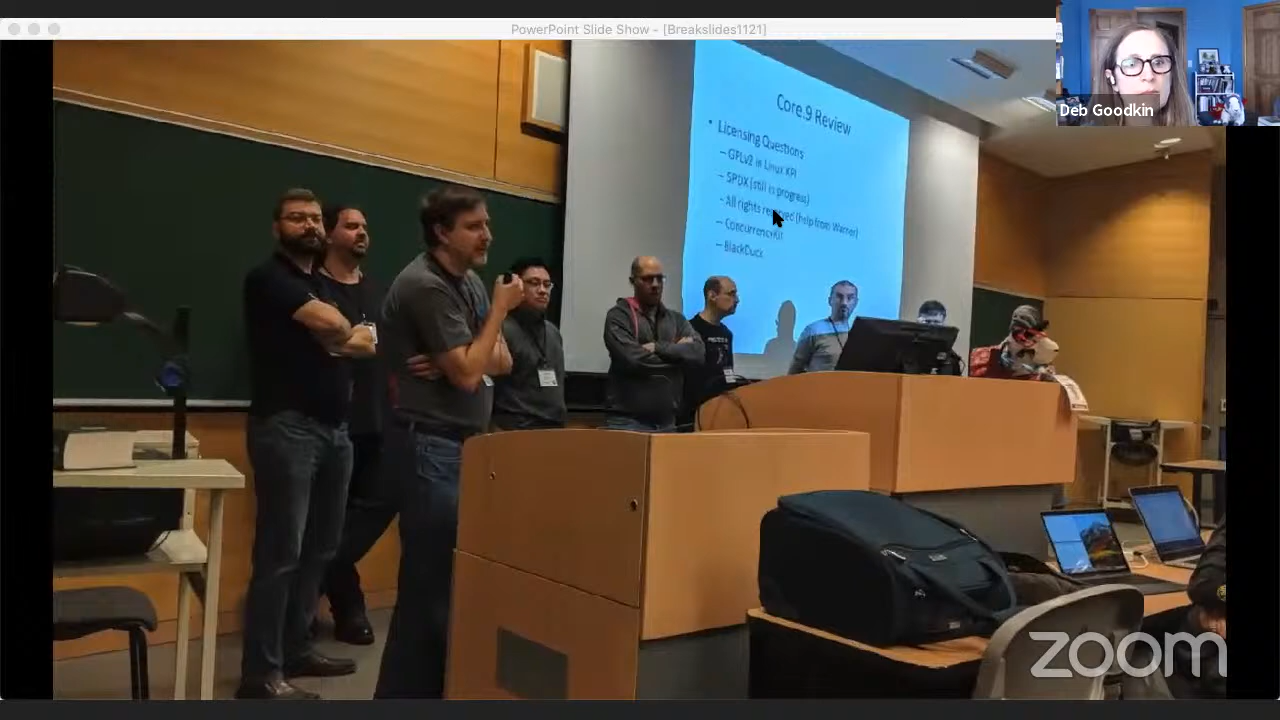 PowerPoint Slide Show - [Breakslides1121]
Deb Goodkin
Core.9 Review
• Licensing Questions
– GPLv2 in Linux KPI
– SPDX (still in progress)
– All rights reserved (help from Warner)
– ConcurrencyKit
– BlackDuck
zoom